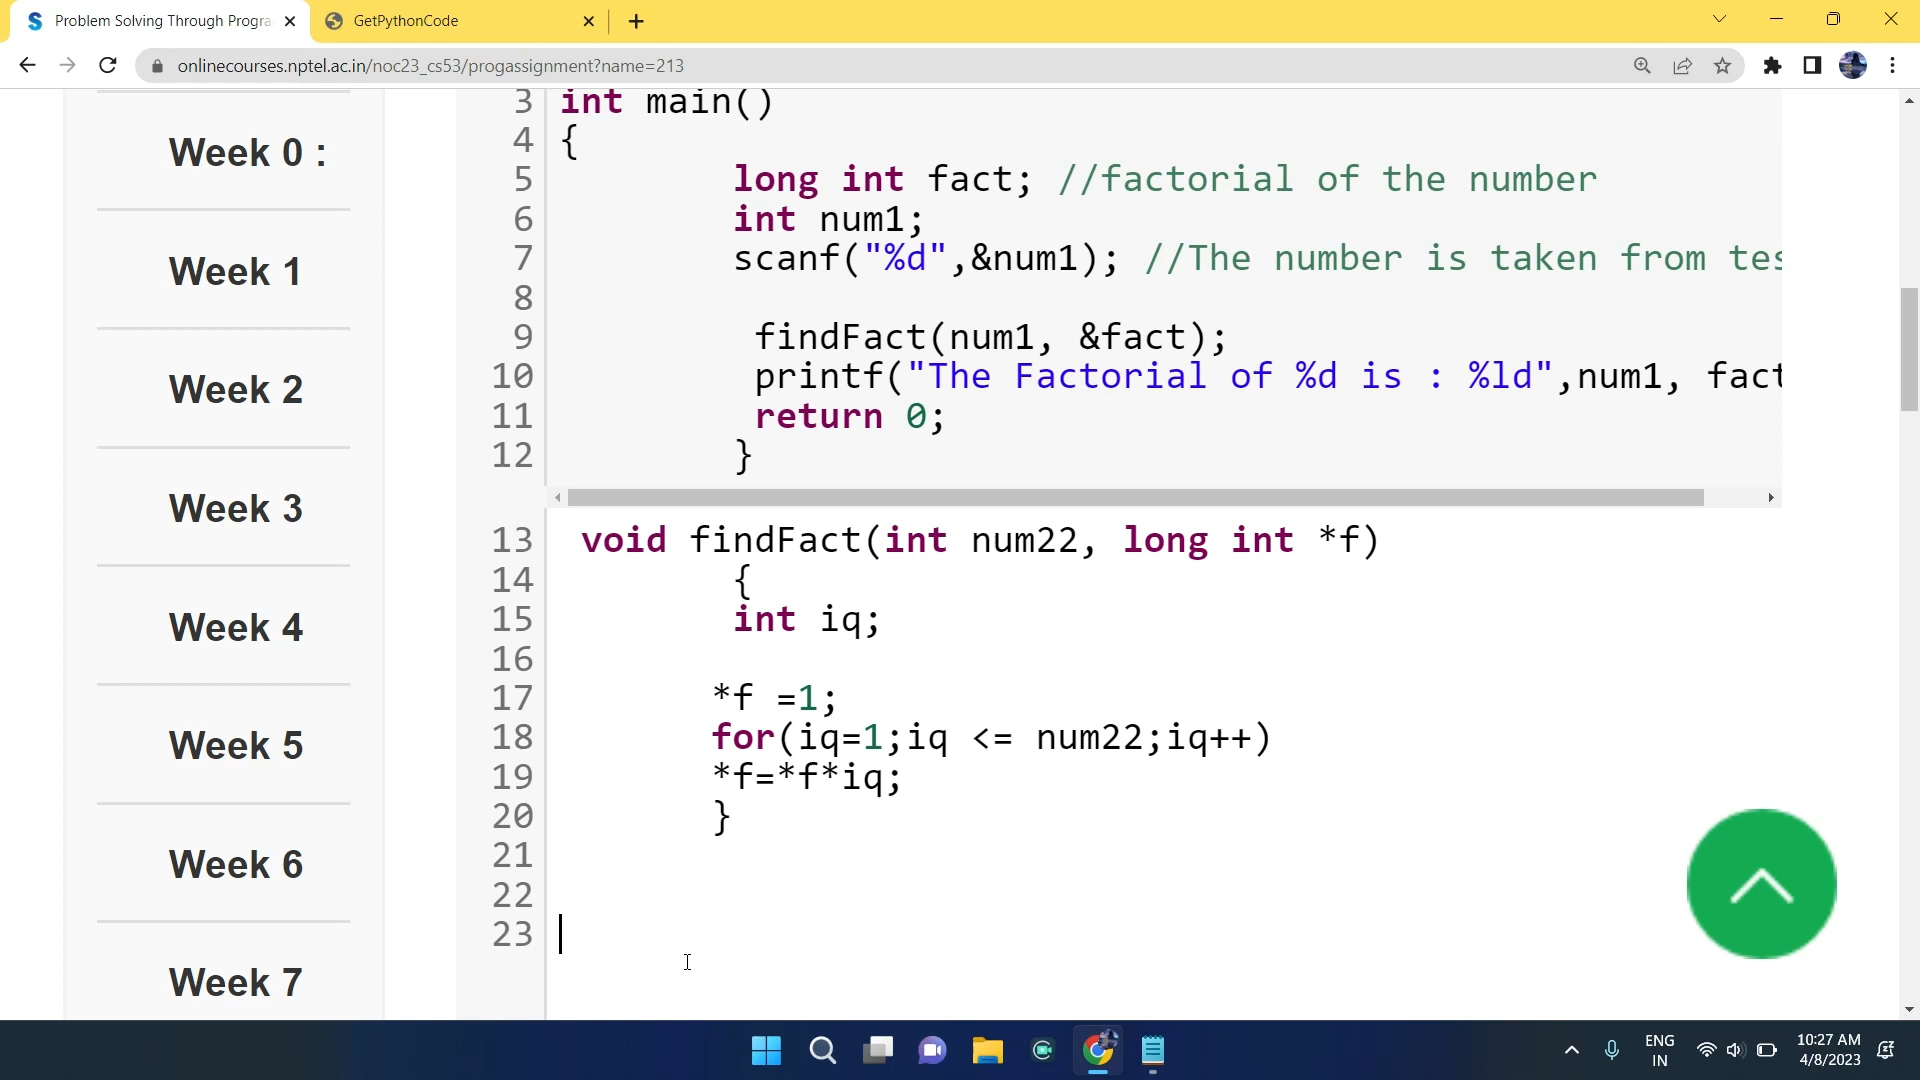 Problem Solving Through Progra
GetPythonCode
onlinecourses.nptel.ac.in/noc23_cs53/progassignment?name=213
Week 0 :
Week 1
Week 2
Week 3
Week 4
Week 5
Week 6
Week 7
3 int main()
4 {
5 long int fact; //factorial of the number
6 int num1;
7 scanf("%d",&num1); //The number is taken from tes
8
9 findFact(num1, &fact);
10 printf("The Factorial of %d is : %ld",num1, fact
11 return 0;
12 }
13 void findFact(int num22, long int *f)
14 {
15 int iq;
16
17 *f =1;
18 for(iq=1;iq <= num22;iq++)
19 *f=*f*iq;
20 }
21
22
23
ENG
IN
10:27 AM
4/8/2023